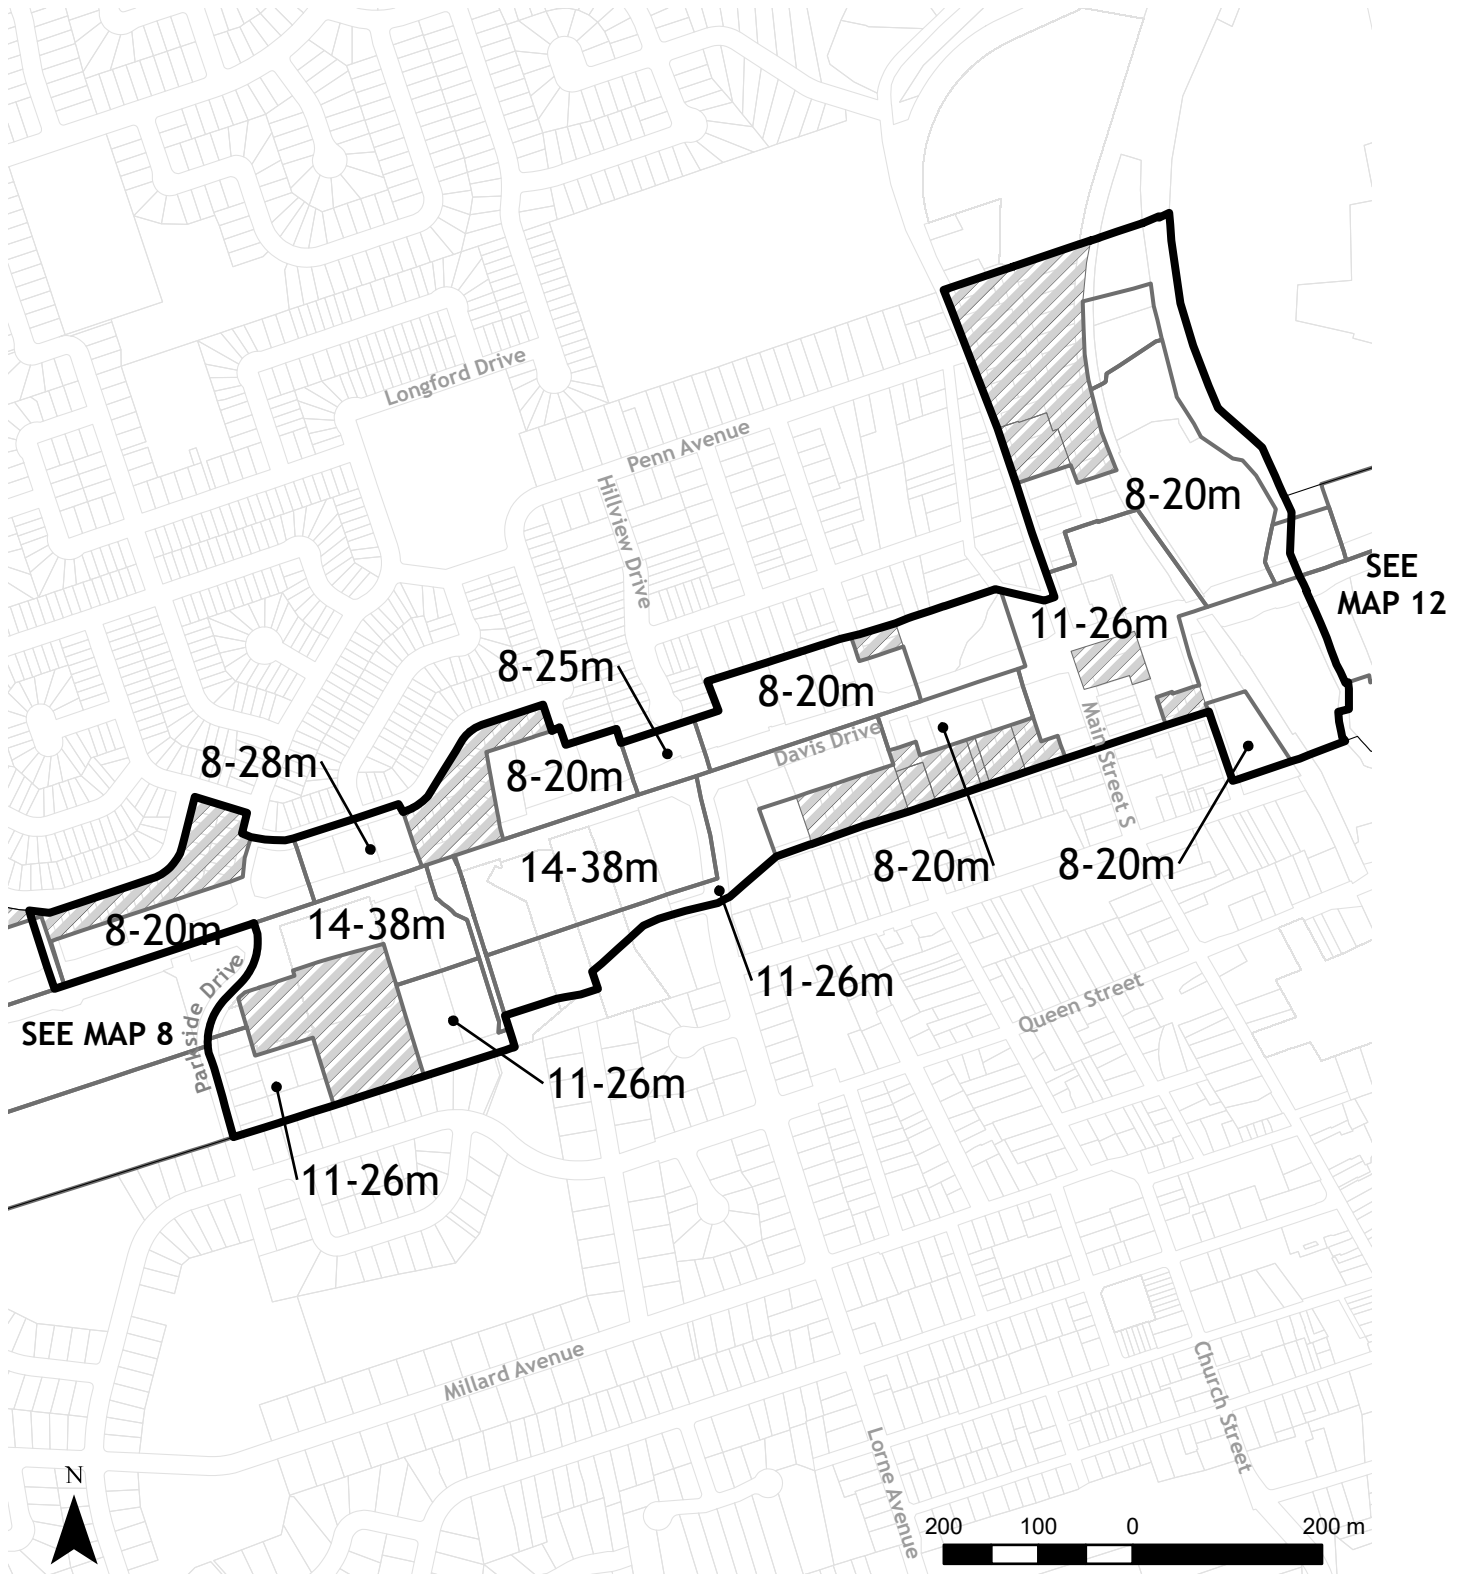 Longford Drive
Penn Avenue
Hillview Drive
8-20m
SEE
MAP 12
11-26m
8-25m
8-20m
Main Street S
Davis Drive
8-28m
8-20m
14-38m
8-20m
8-20m
8-20m
14-38m
11-26m
Parkside Drive
Queen Street
SEE MAP 8
11-26m
11-26m
Millard Avenue
Church Street
Lorne Avenue
N
200 100 0 200 m